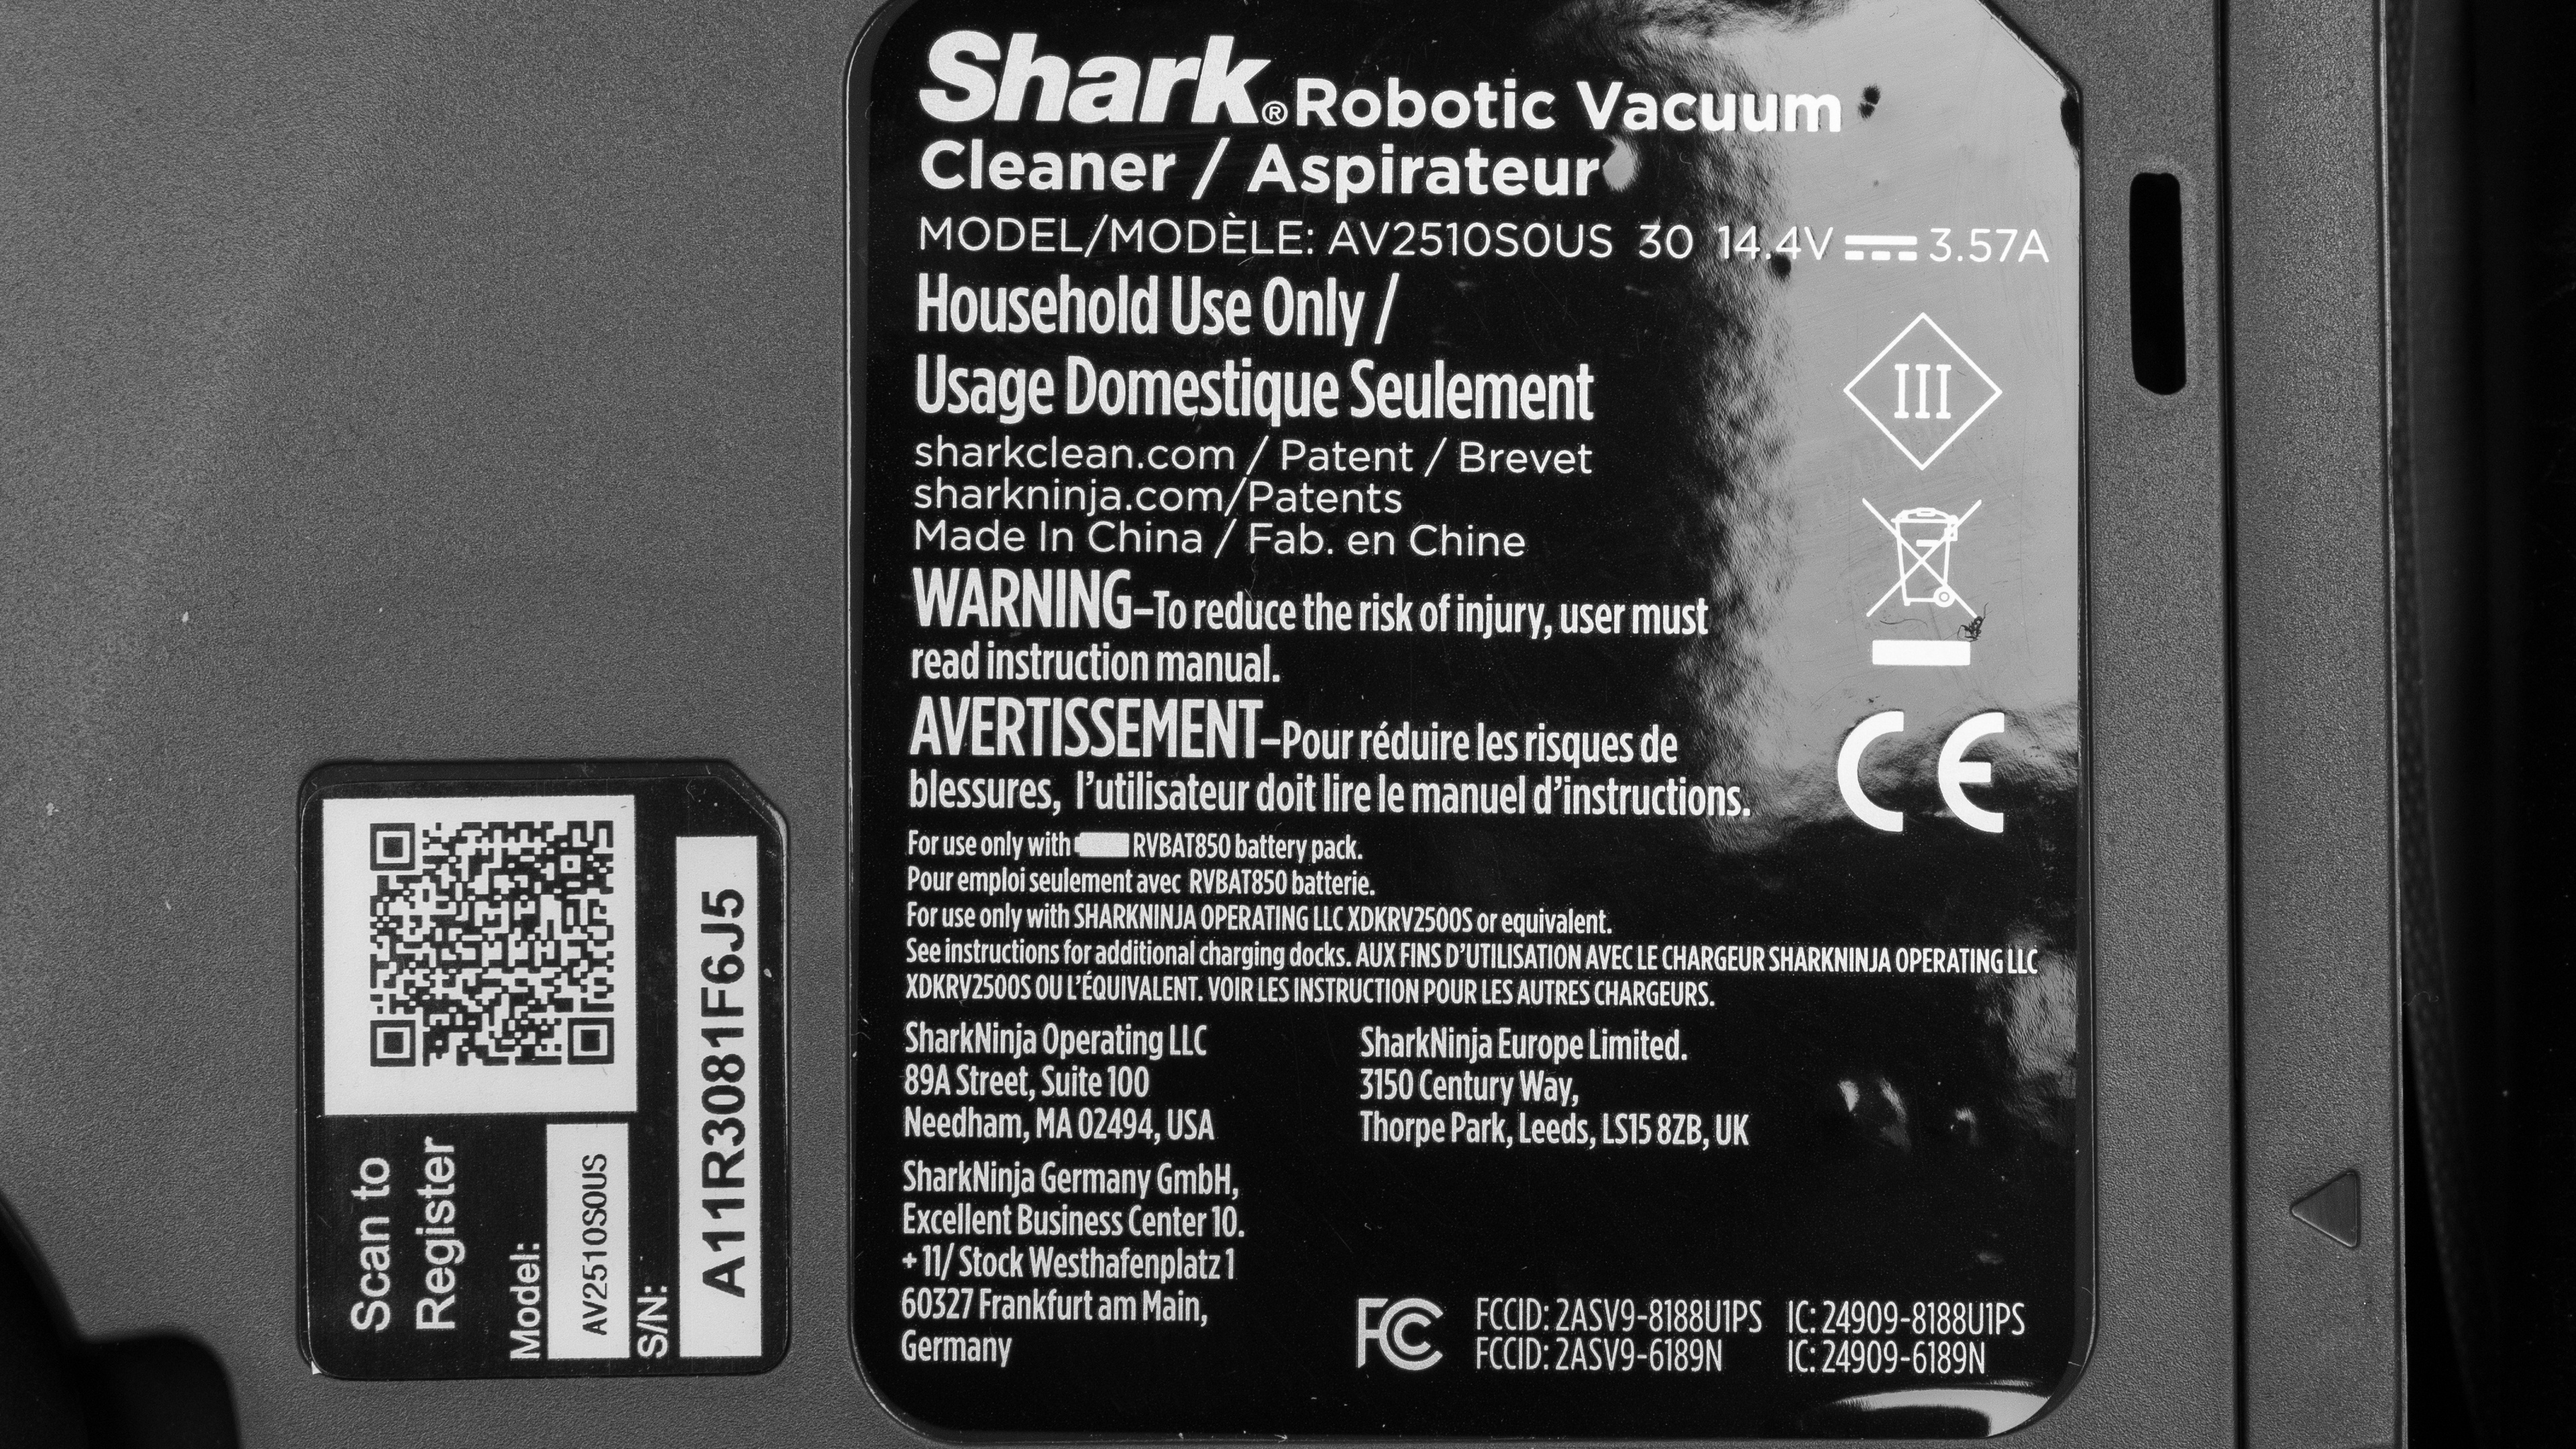 Shark® Robotic Vacuum
Cleaner / Aspirateur
MODEL/MODÈLE: AV2510S0US 30 14.4V ⎓ 3.57A
Household Use Only /
Usage Domestique Seulement
sharkclean.com / Patent / Brevet
sharkninja.com/Patents
Made In China / Fab. en Chine
WARNING–To reduce the risk of injury, user must
read instruction manual.
AVERTISSEMENT–Pour réduire les risques de
blessures, l’utilisateur doit lire le manuel d’instructions.
For use only with RVBAT850 battery pack.
Pour emploi seulement avec RVBAT850 batterie.
For use only with SHARKNINJA OPERATING LLC XDKRV2500S or equivalent.
See instructions for additional charging docks. AUX FINS D’UTILISATION AVEC LE CHARGEUR SHARKNINJA OPERATING LLC
XDKRV2500S OU L’ÉQUIVALENT. VOIR LES INSTRUCTION POUR LES AUTRES CHARGEURS.
SharkNinja Operating LLC
89A Street, Suite 100
Needham, MA 02494, USA
SharkNinja Europe Limited.
3150 Century Way,
Thorpe Park, Leeds, LS15 8ZB, UK
SharkNinja Germany GmbH,
Excellent Business Center 10.
+ 11/ Stock Westhafenplatz 1
60327 Frankfurt am Main,
Germany
III
CE
FC
FCCID: 2ASV9-8188U1PS IC: 24909-8188U1PS
FCCID: 2ASV9-6189N IC: 24909-6189N
Scan to
Register
Model:
AV2510S0US
S/N:
A11R3081F6J5